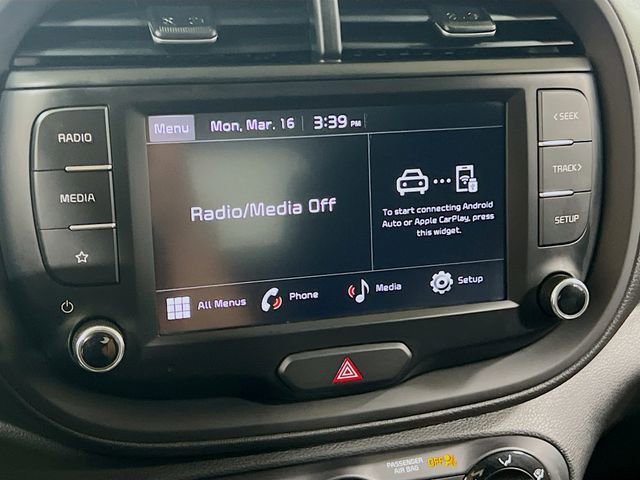 RADIO
MEDIA
Menu Mon, Mar. 16 3:39 PM
Radio/Media Off
To start connecting Android
Auto or Apple CarPlay, press
this widget.
All Menus Phone Media Setup
< SEEK
TRACK >
SETUP
PASSENGER
AIR BAG
OFF